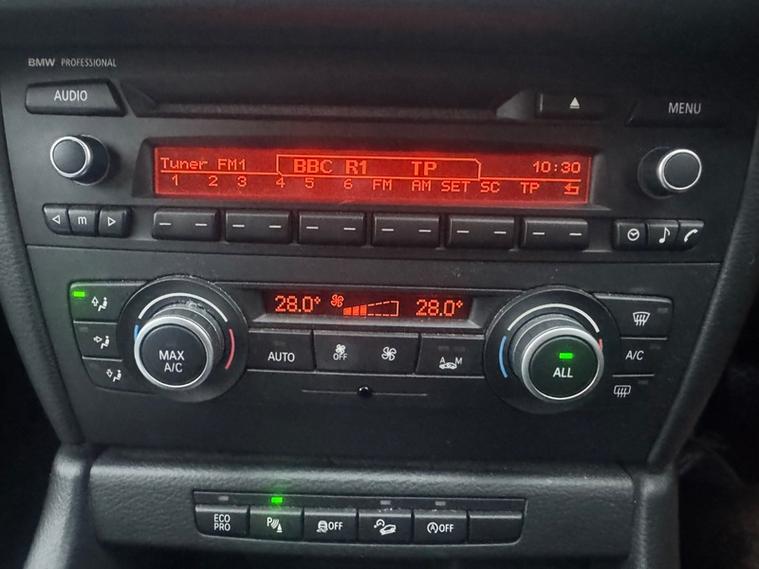 BMW PROFESSIONAL
AUDIO
MENU
Tuner FM1 BBC R1 TP 10:30
1 2 3 4 5 6 FM AM SET SC TP
m
28.0° 28.0°
MAX
A/C
AUTO
OFF
A M
ALL
A/C
ECO
PRO
P
OFF
A OFF